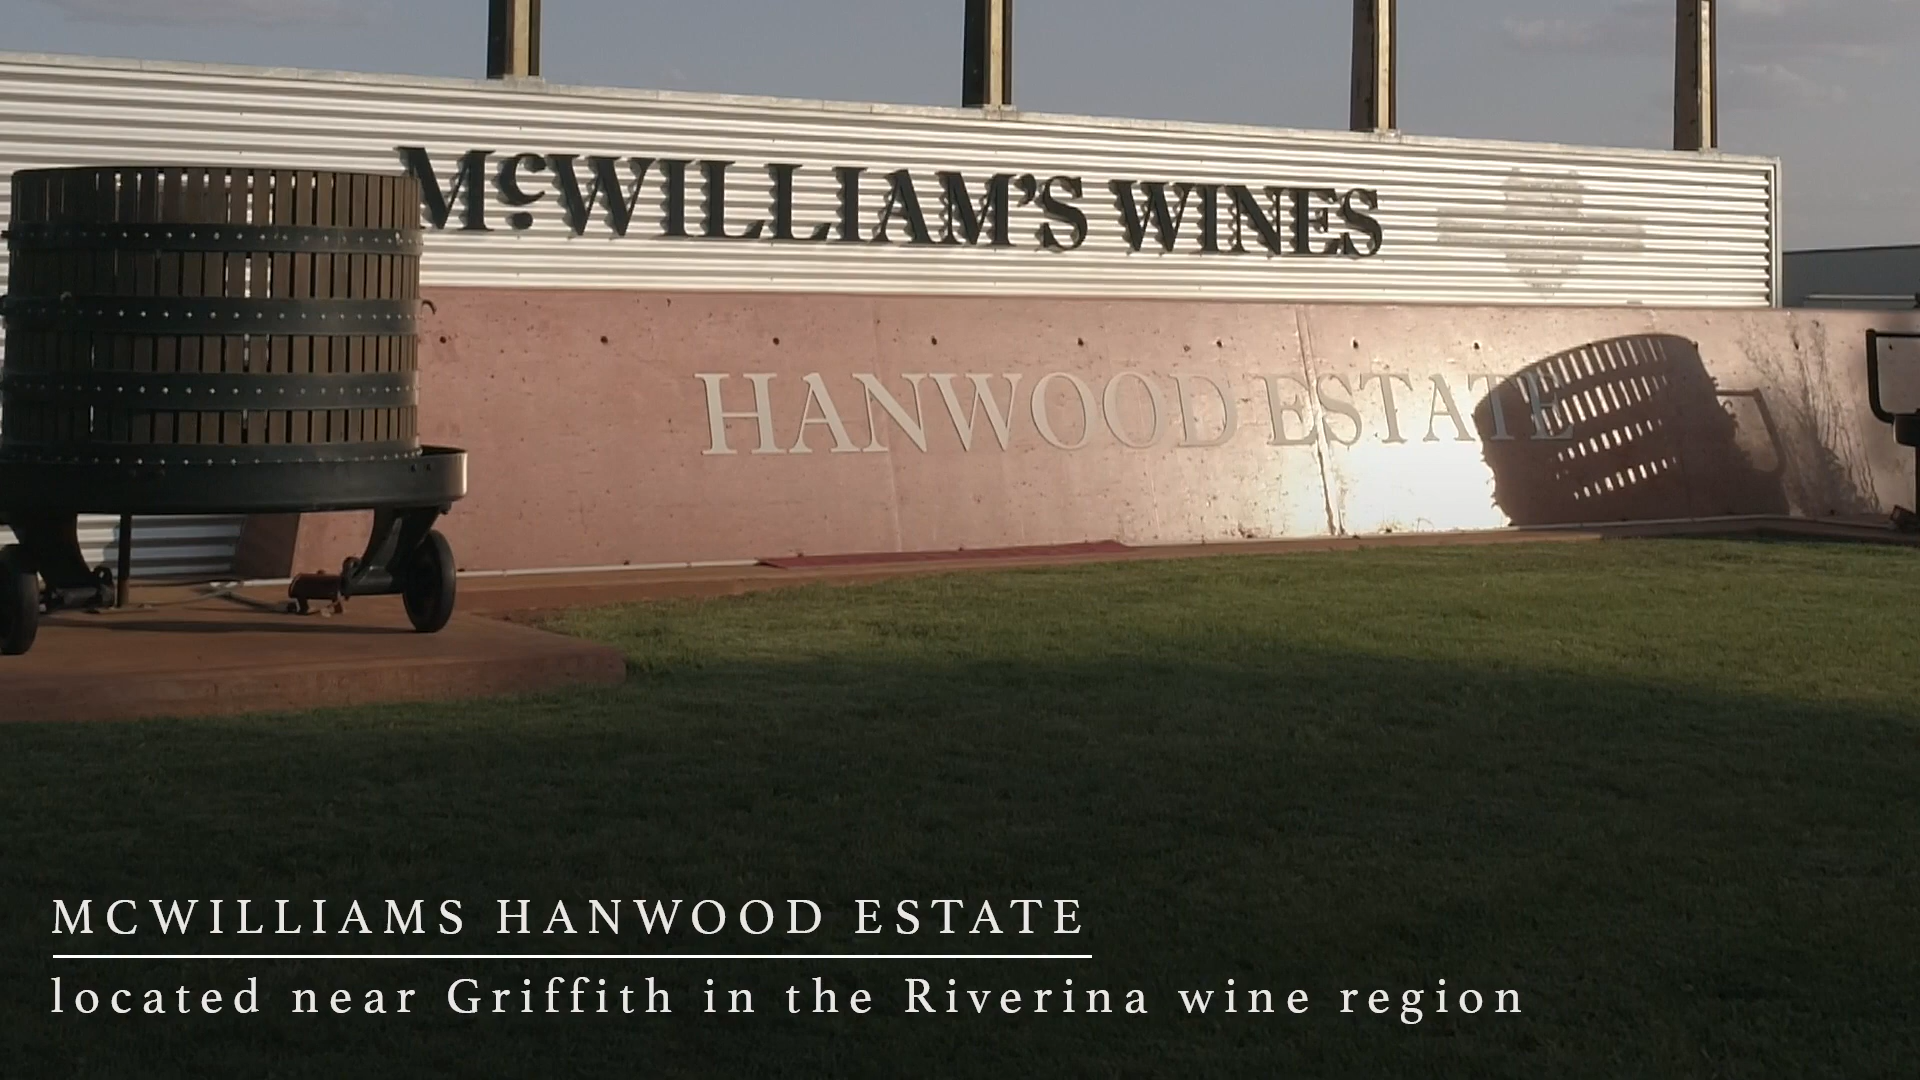 McWILLIAM'S WINES
HANWOOD ESTATE
MCWILLIAMS HANWOOD ESTATE
located near Griffith in the Riverina wine region